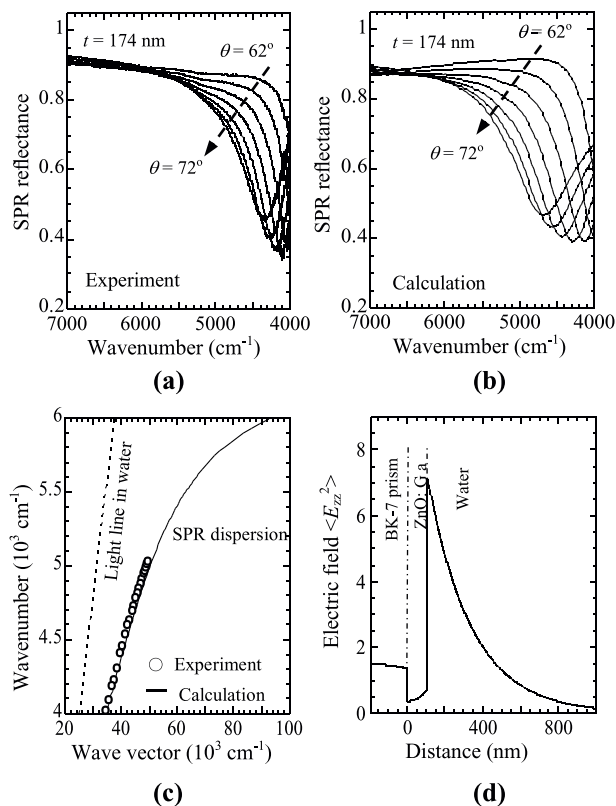 t = 174 nm
θ = 62°
θ = 72°
Experiment
SPR reflectance
1
0.8
0.6
0.4
0.2
7000 6000 5000 4000
Wavenumber (cm⁻¹)
(a)
t = 174 nm
θ = 62°
θ = 72°
Calculation
SPR reflectance
1
0.8
0.6
0.4
0.2
7000 6000 5000 4000
Wavenumber (cm⁻¹)
(b)
Wavenumber (10³ cm⁻¹)
6
5.5
5
4.5
4
Light line in water
SPR dispersion
Experiment
Calculation
20 40 60 80 100
Wave vector (10³ cm⁻¹)
(c)
Electric field <E_zz²>
8
6
4
2
0
BK-7 prism
ZnO: Ga
Water
0 400 800
Distance (nm)
(d)